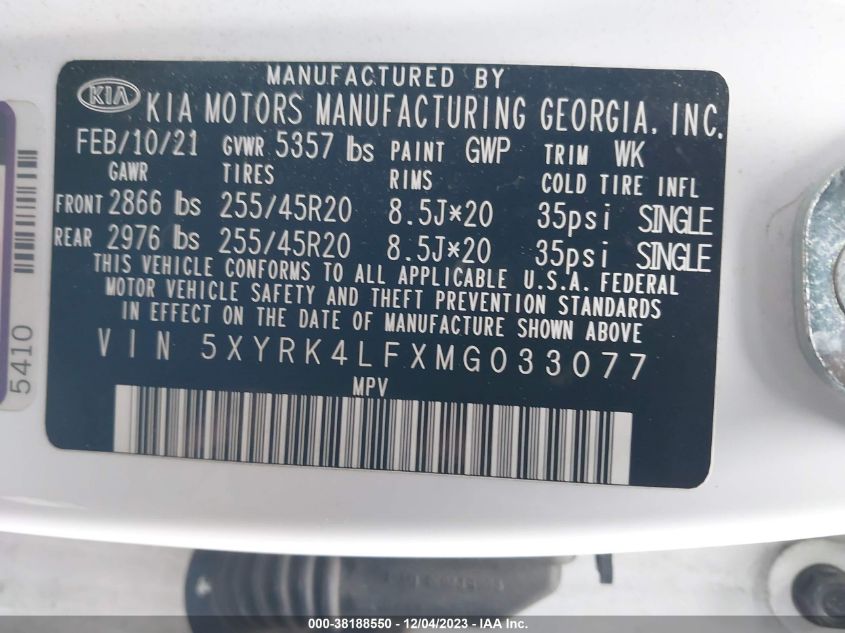 MANUFACTURED BY
KIA KIA MOTORS MANUFACTURING GEORGIA, INC.
FEB/10/21 GVWR 5357 lbs PAINT GWP TRIM WK
GAWR TIRES RIMS COLD TIRE INFL
FRONT 2866 lbs 255/45R20 8.5J×20 35psi SINGLE
REAR 2976 lbs 255/45R20 8.5J×20 35psi SINGLE
THIS VEHICLE CONFORMS TO ALL APPLICABLE U.S.A. FEDERAL
MOTOR VEHICLE SAFETY AND THEFT PREVENTION STANDARDS
IN EFFECT ON THE DATE OF MANUFACTURE SHOWN ABOVE
VIN 5XYRK4LFXMG033077
MPV
5410
000-38188550 - 12/04/2023 - IAA Inc.